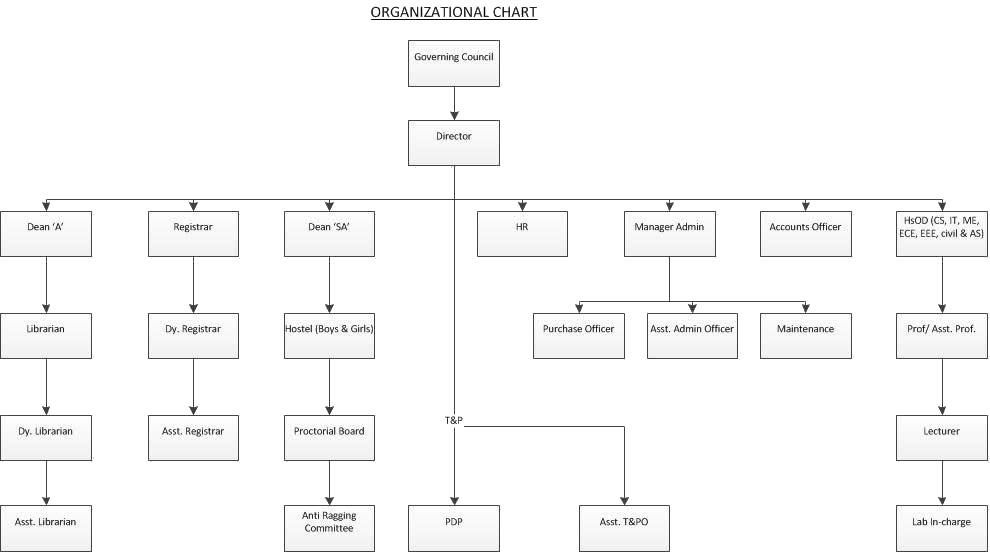 ORGANIZATIONAL CHART
Governing Council
Director
Dean ‘A’
Registrar
Dean ‘SA’
HR
Manager Admin
Accounts Officer
HsOD (CS, IT, ME,
ECE, EEE, civil & AS)
Librarian
Dy. Registrar
Hostel (Boys & Girls)
Purchase Officer
Asst. Admin Officer
Maintenance
Prof/ Asst. Prof.
T&P
Dy. Librarian
Asst. Registrar
Proctorial Board
Lecturer
Asst. Librarian
Anti Ragging
Committee
PDP
Asst. T&PO
Lab In-charge